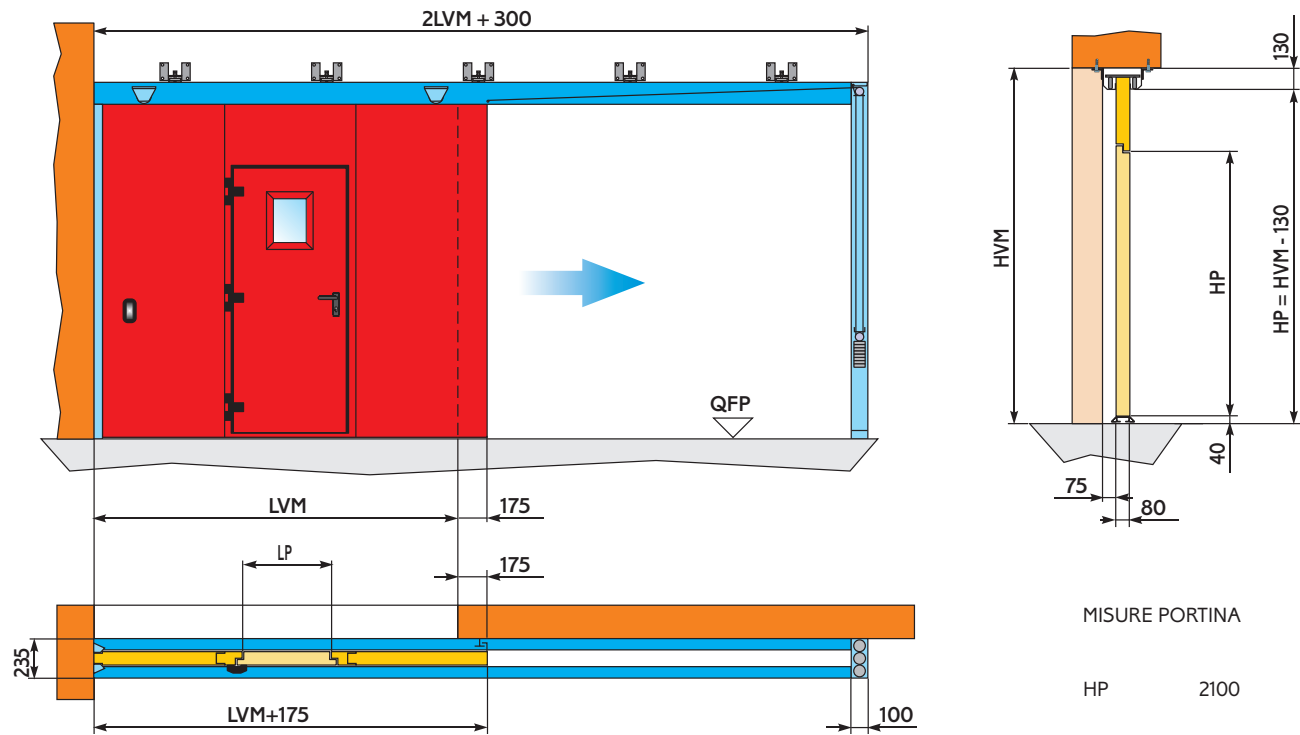 2LVM + 300
130
HVM
HP
HP = HVM - 130
QFP
40
75
80
LVM
175
LP
175
235
LVM+175
100
MISURE PORTINA
HP 2100